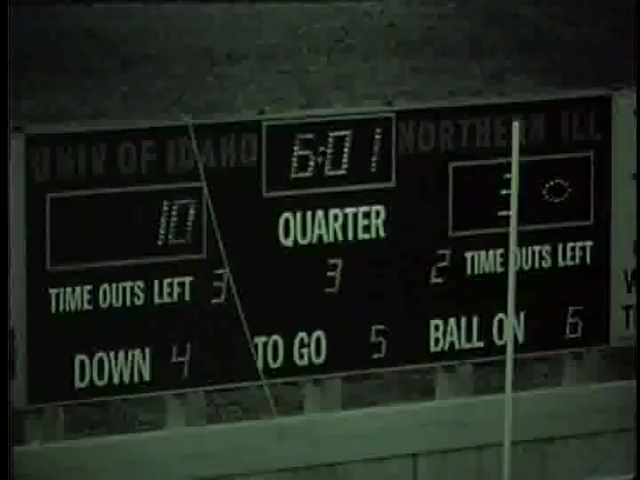 UNIV OF IDAHO 6:01 NORTHERN ILL
10
QUARTER
TIME OUTS LEFT 3 3 2 TIME OUTS LEFT
DOWN 4 TO GO 5 BALL ON 6